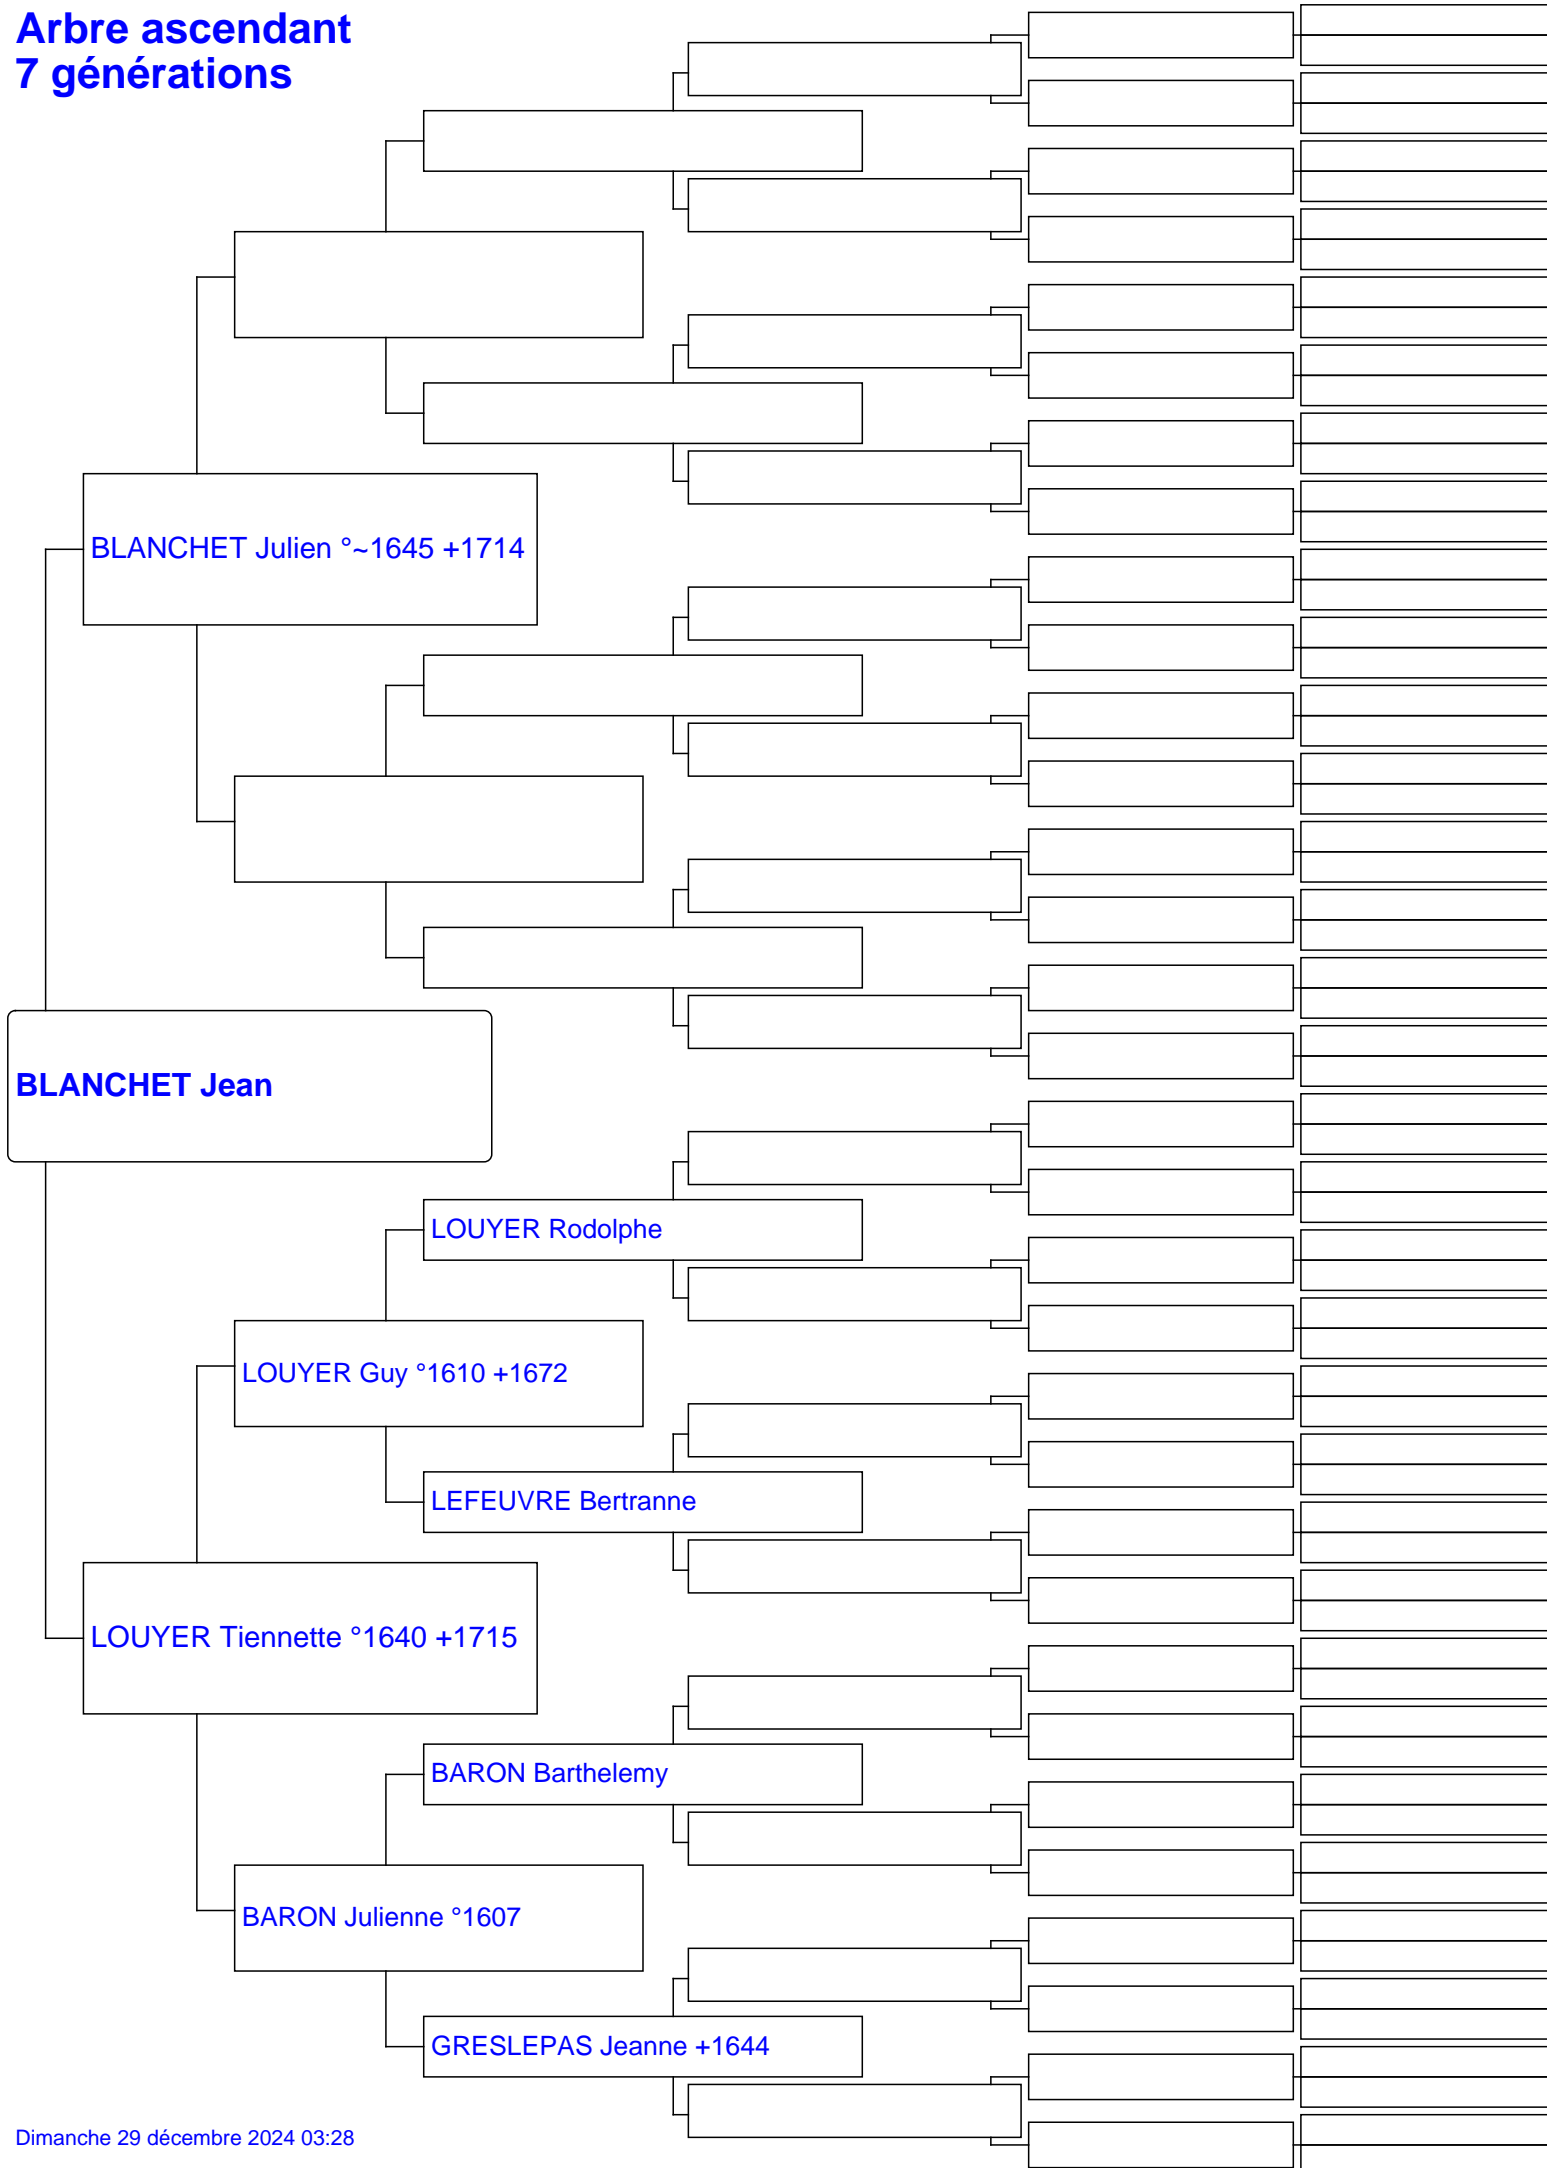 Arbre ascendant
7 générations
BLANCHET Julien °~1645 +1714
BLANCHET Jean
LOUYER Rodolphe
LOUYER Guy °1610 +1672
LEFEUVRE Bertranne
LOUYER Tiennette °1640 +1715
BARON Barthelemy
BARON Julienne °1607
GRESLEPAS Jeanne +1644
Dimanche 29 décembre 2024 03:28